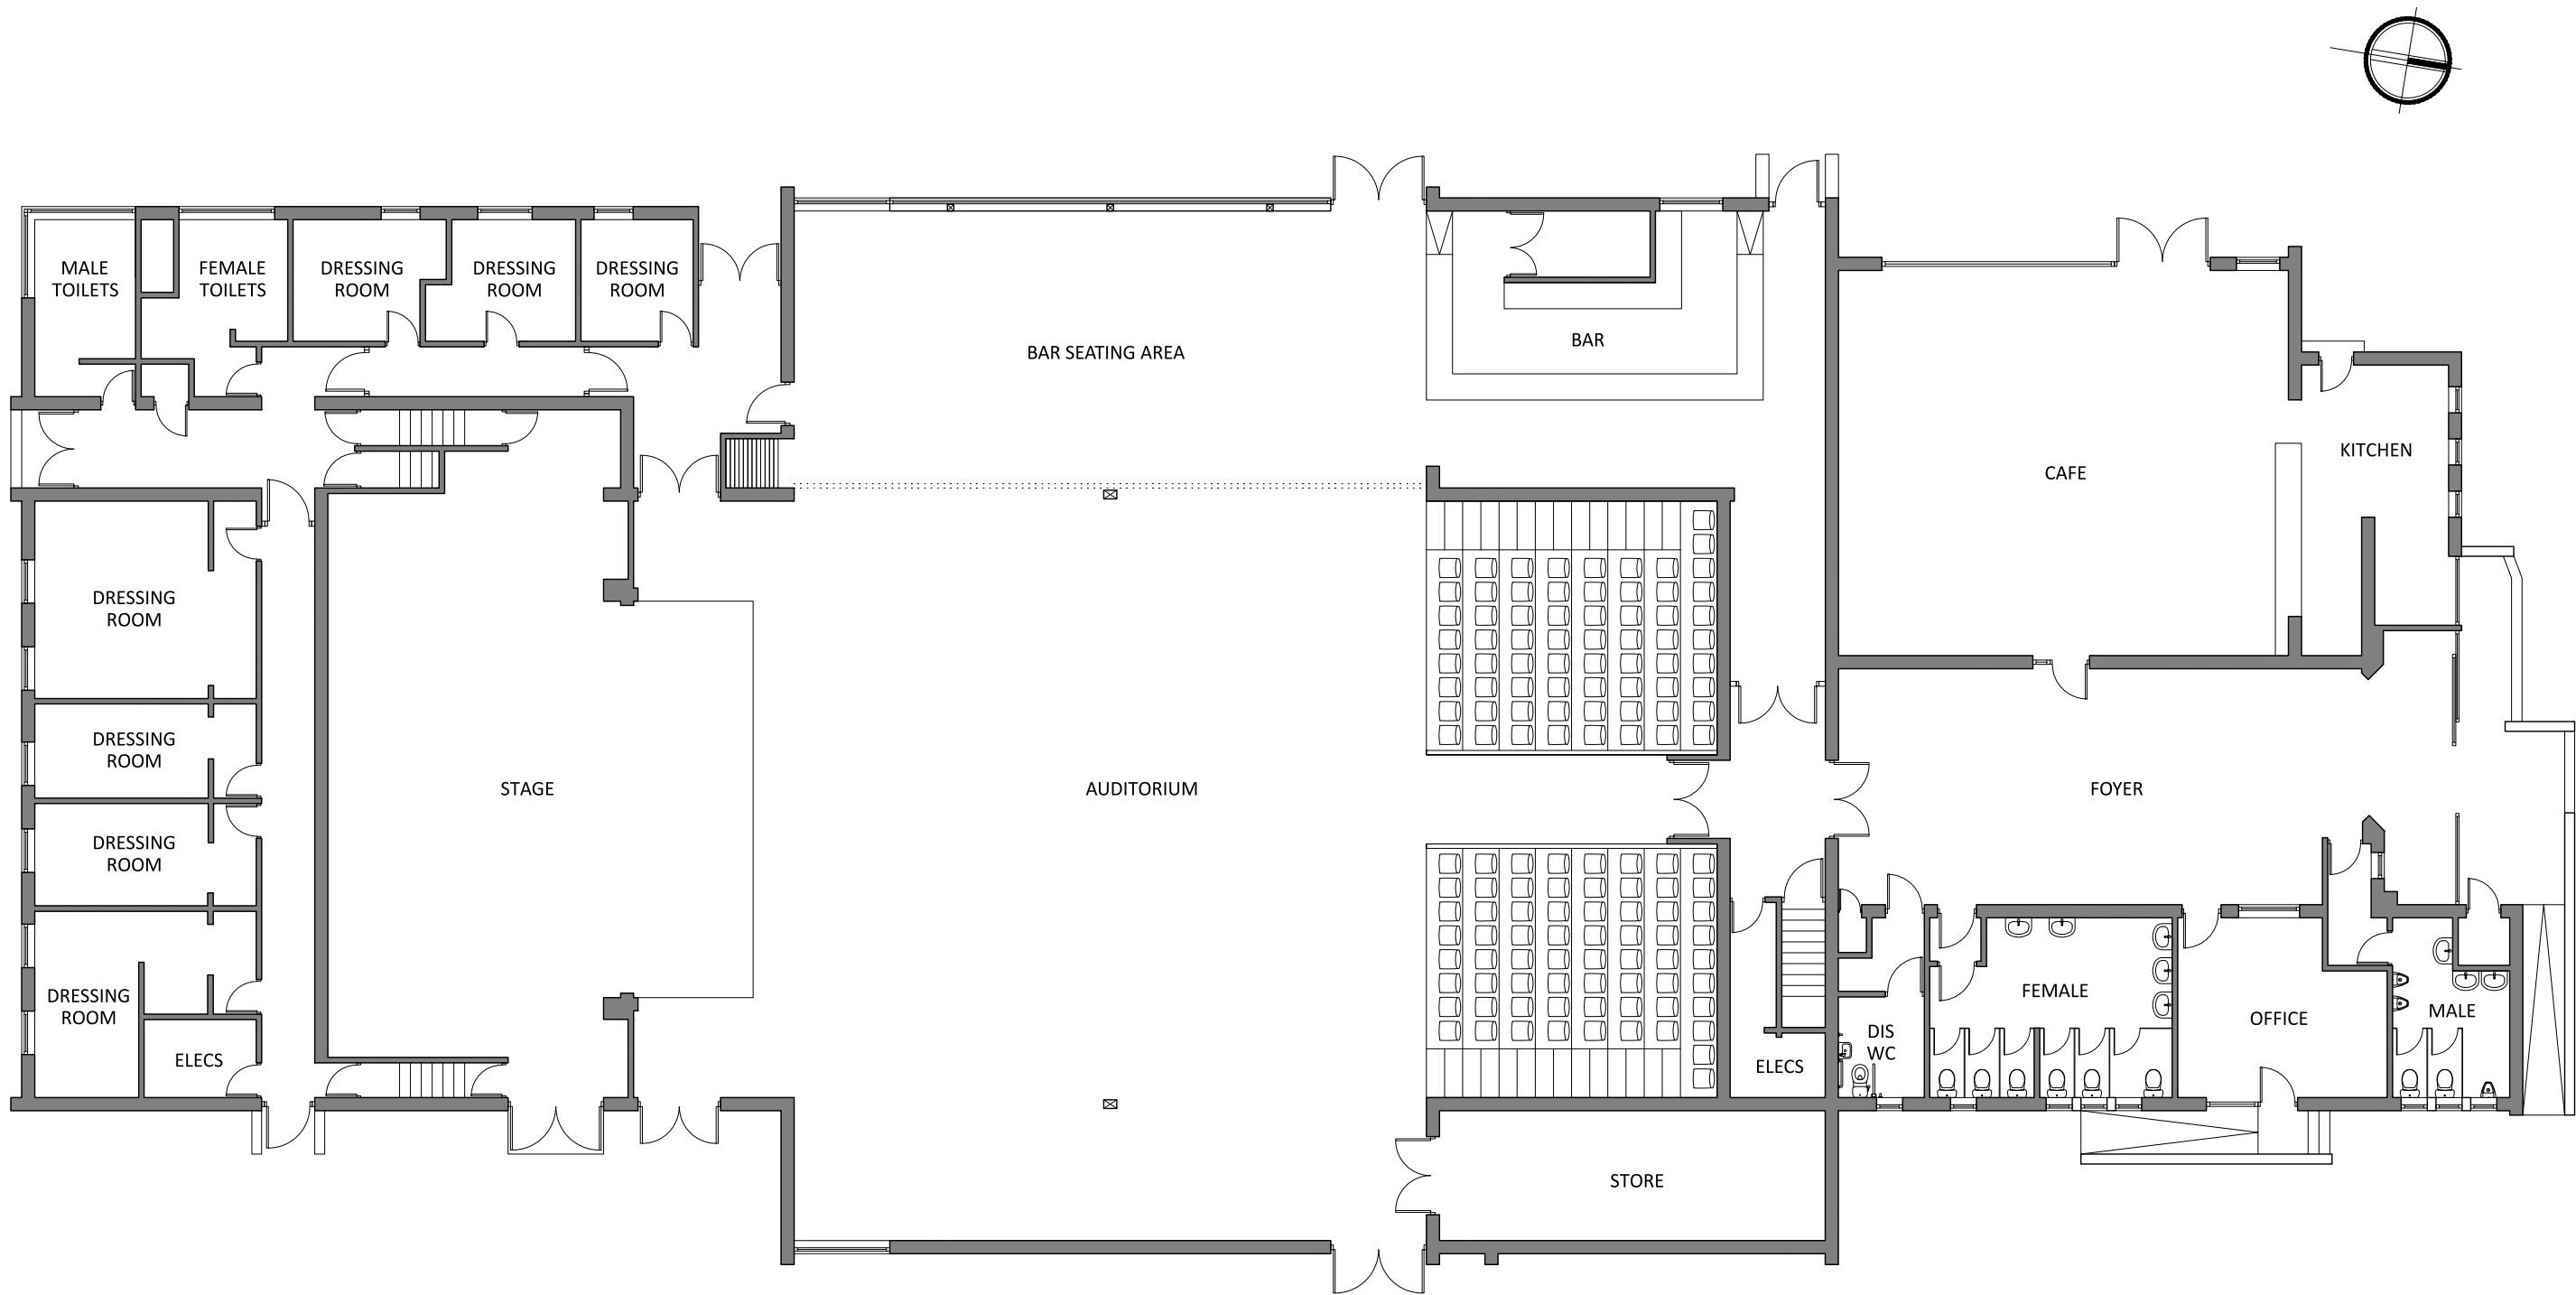 MALE
TOILETS
FEMALE
TOILETS
DRESSING
ROOM
DRESSING
ROOM
DRESSING
ROOM
BAR SEATING AREA
BAR
CAFE
KITCHEN
DRESSING
ROOM
DRESSING
ROOM
DRESSING
ROOM
DRESSING
ROOM
ELECS
STAGE
AUDITORIUM
FOYER
ELECS
DIS
WC
FEMALE
OFFICE
MALE
STORE